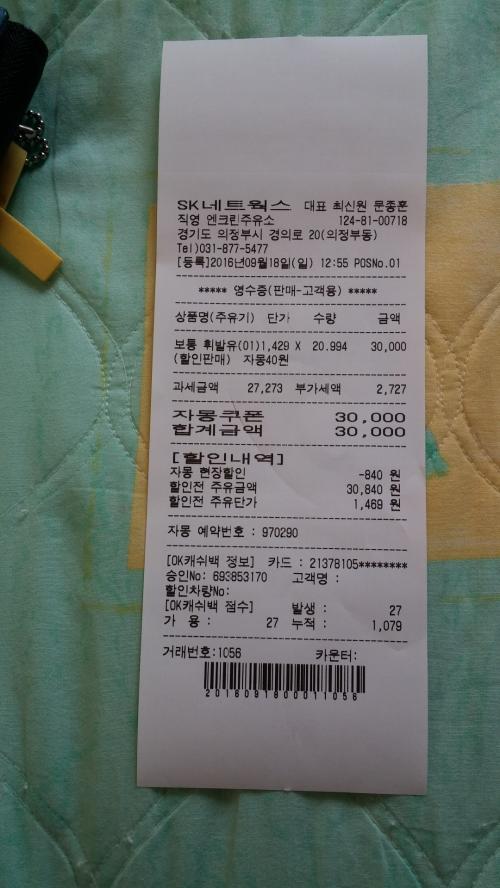 SK네트웍스 대표 최신원 문종훈
직영 엔크린주유소 124-81-00718
경기도 의정부시 경의로 20(의정부동)
Tel)031-877-5477
[등록]2016년09월18일(일) 12:55 POSNo.01
***** 영수증(판매-고객용) *****
상품명(주유기) 단가 수량 금액
보통 휘발유(01)1,429 X 20.994 30,000
(할인판매) 자몽40원
과세금액 27,273 부가세액 2,727
자몽쿠폰 30,000
합계금액 30,000
[할인내역]
자몽 현장할인 -840 원
할인전 주유금액 30,840 원
할인전 주유단가 1,469 원
자몽 예약번호 : 970290
[OK캐쉬백 정보] 카드 : 21378105********
승인No: 693853170 고객명 :
할인차량No:
[OK캐쉬백 점수] 발생 : 27
가 용 : 27 누적 : 1,079
거래번호:1056 카운터:
2016091800011056